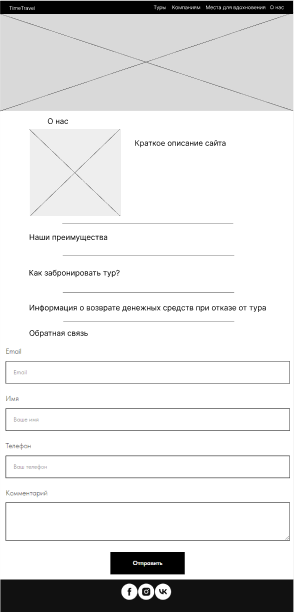 TimeTravel
Туры Компаниям Места для вдохновения О нас
О нас
Краткое описание сайта
Наши преимущества
Как забронировать тур?
Информация о возврате денежных средств при отказе от тура
Обратная связь
Email
Email
Имя
Ваше имя
Телефон
Ваш телефон
Комментарий
Отправить